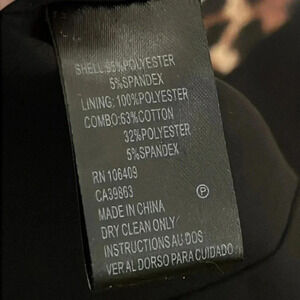 SHELL:95%POLYESTER
5%SPANDEX
LINING:100%POLYESTER
COMBO:63%COTTON
32%POLYESTER
5%SPANDEX
RN 106409
CA39863
P
MADE IN CHINA
DRY CLEAN ONLY
INSTRUCTIONS AU DOS
VER AL DORSO PARA CUIDADO